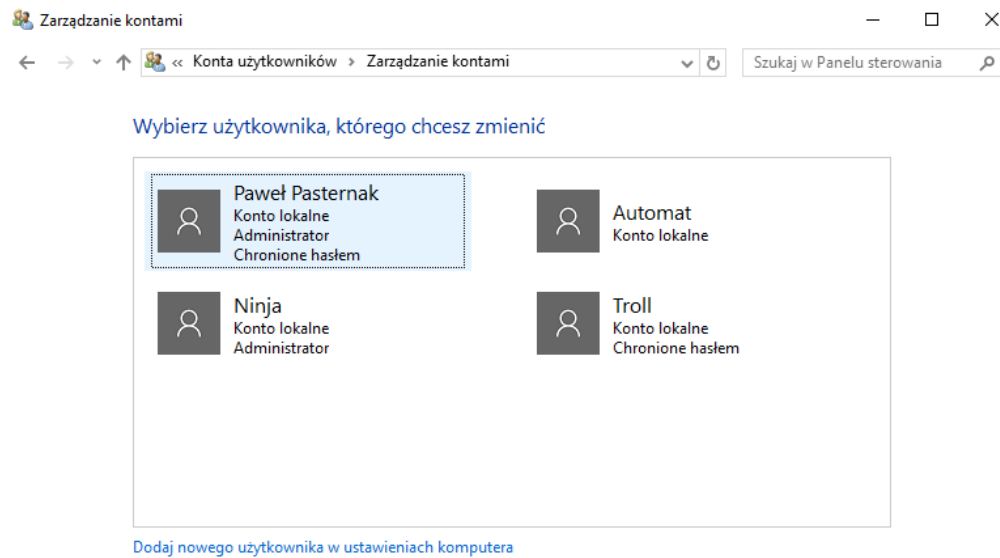 Zarządzanie kontami
« Konta użytkowników > Zarządzanie kontami
Szukaj w Panelu sterowania
Wybierz użytkownika, którego chcesz zmienić
Paweł Pasternak
Konto lokalne
Administrator
Chronione hasłem
Automat
Konto lokalne
Ninja
Konto lokalne
Administrator
Troll
Konto lokalne
Chronione hasłem
Dodaj nowego użytkownika w ustawieniach komputera